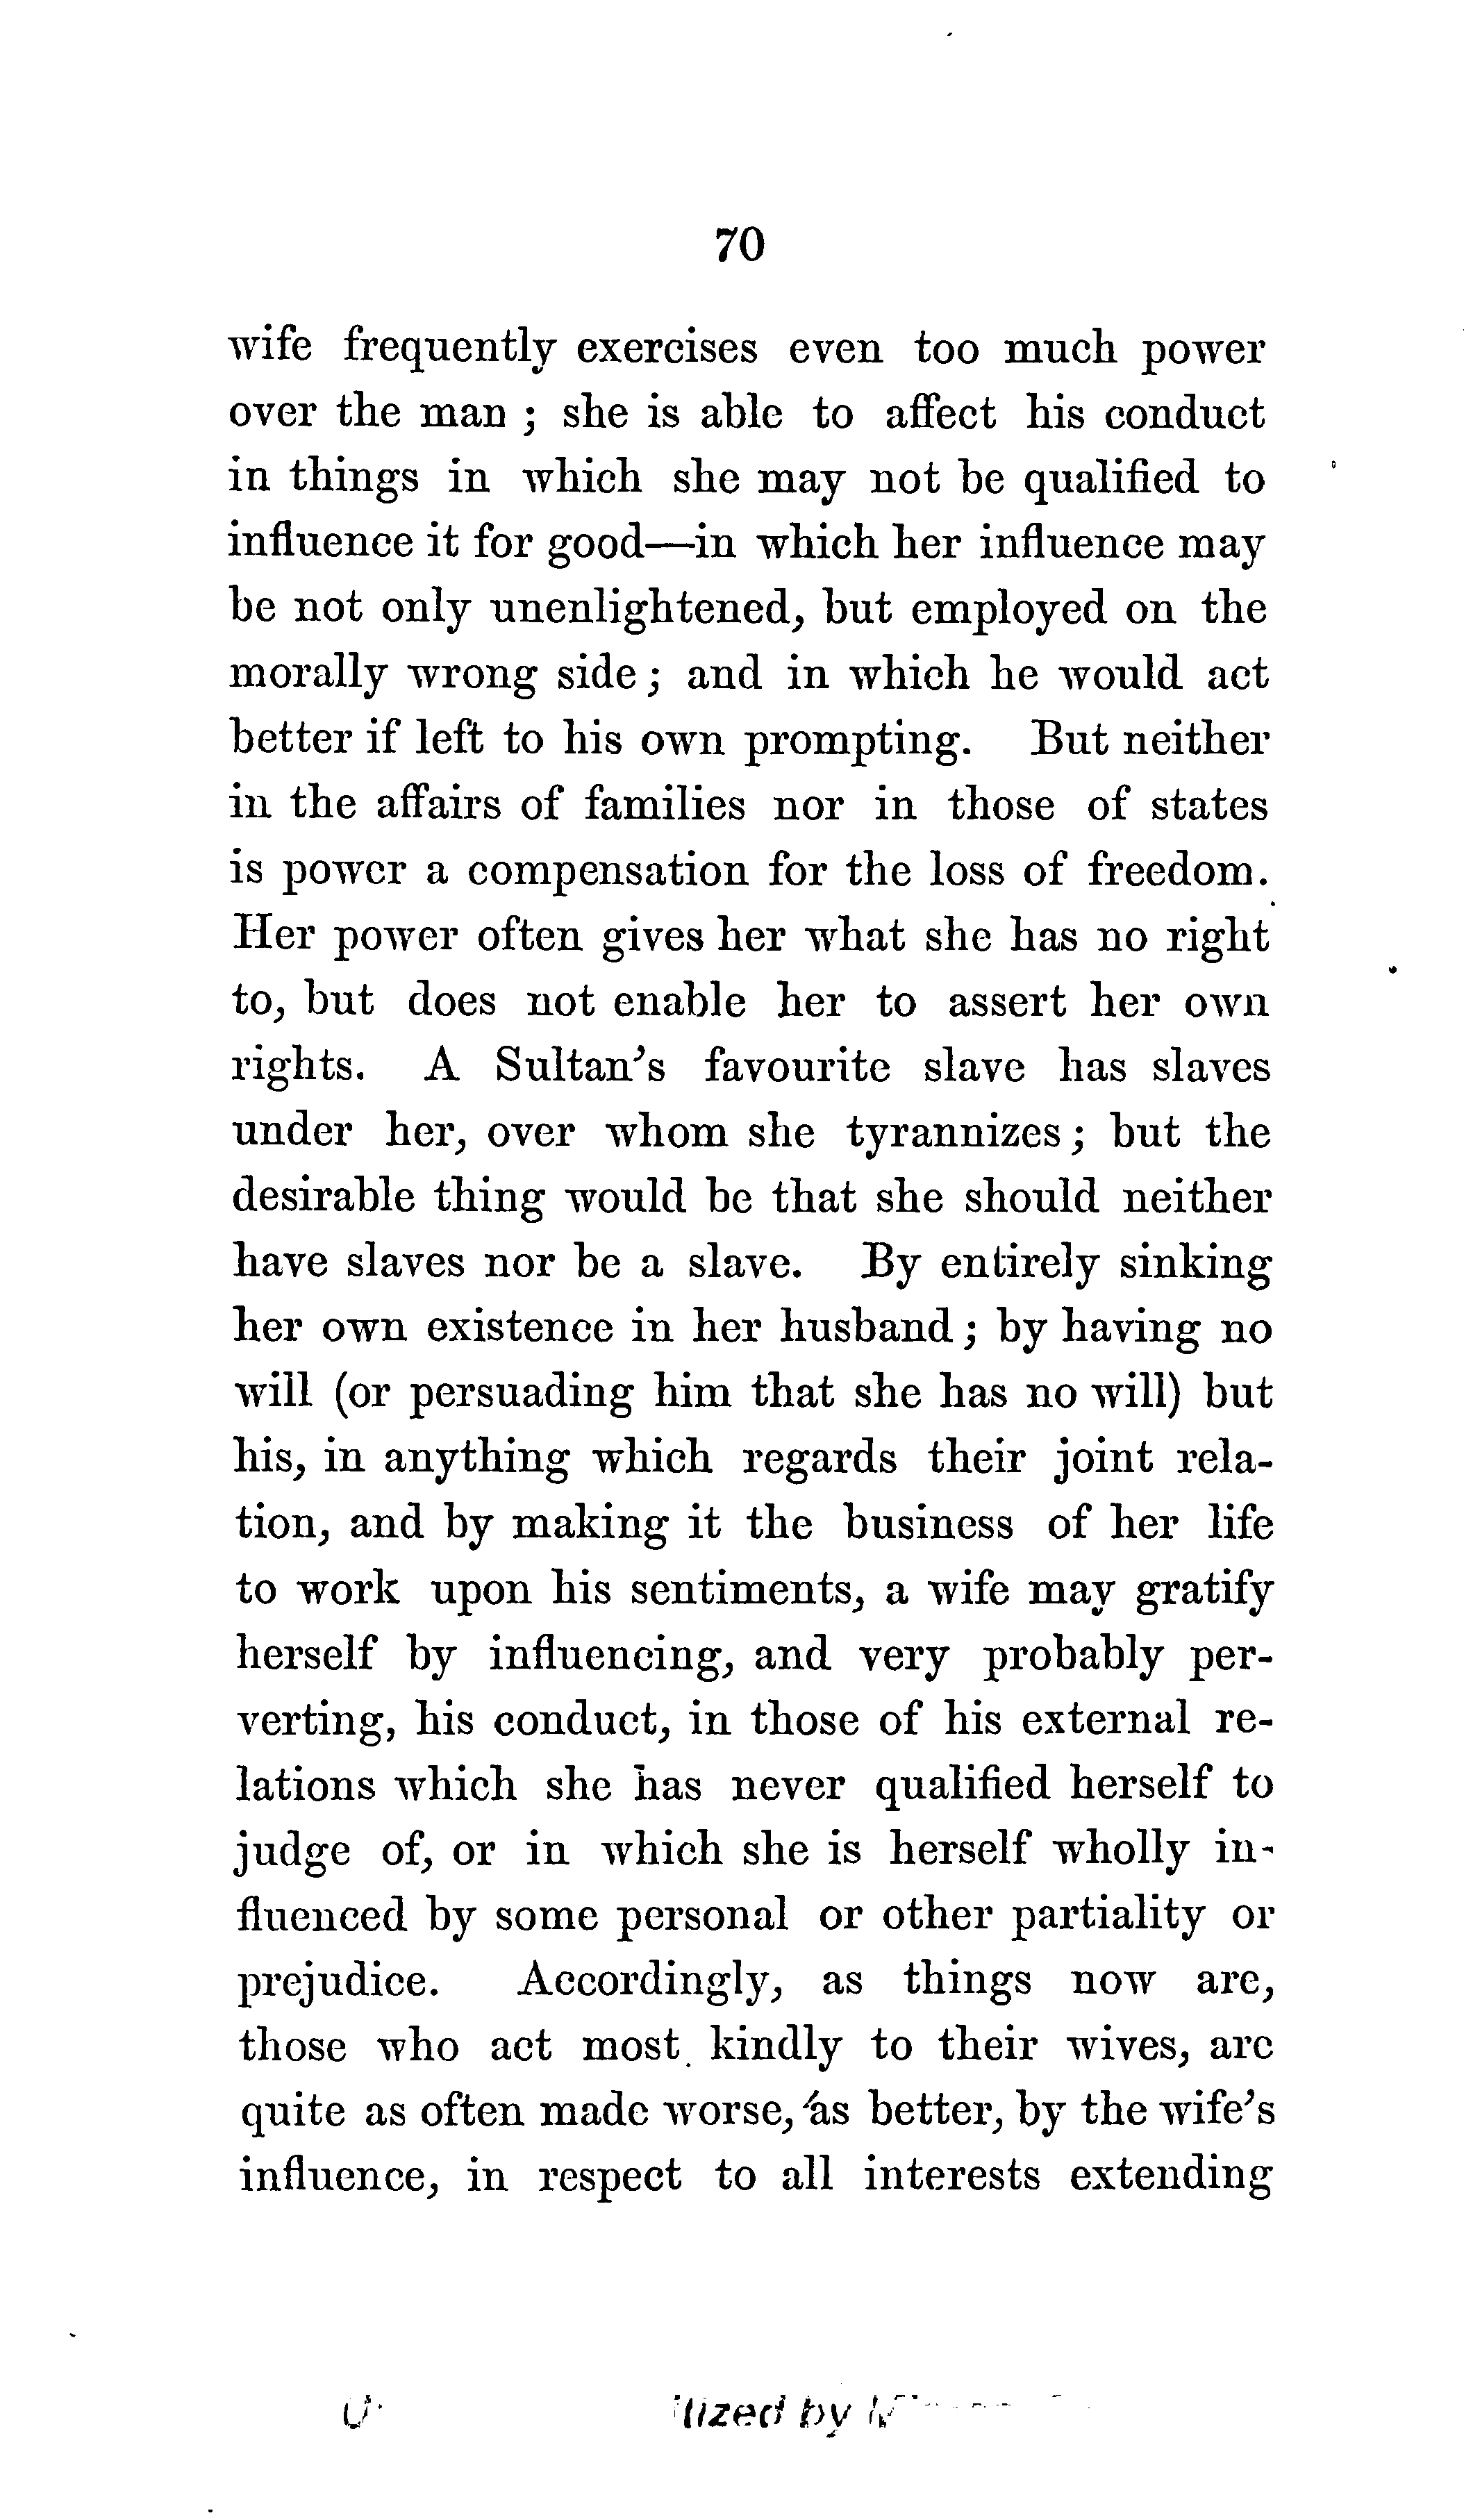 70
wife frequently exercises even too much power
over the man ; she is able to affect his conduct
in things in which she may not be qualified to
influence it for good—in which her influence may
be not only unenlightened, but employed on the
morally wrong side; and in which he would act
better if left to his own prompting. But neither
in the affairs of families nor in those of states
is power a compensation for the loss of freedom.
Her power often gives her what she has no right
to, but does not enable her to assert her own
rights. A Sultan's favourite slave has slaves
under her, over whom she tyrannizes; but the
desirable thing would be that she should neither
have slaves nor be a slave. By entirely sinking
her own existence in her husband; by having no
will (or persuading him that she has no will) but
his, in anything which regards their joint rela-
tion, and by making it the business of her life
to work upon his sentiments, a wife may gratify
herself by influencing, and very probably per-
verting, his conduct, in those of his external re-
lations which she has never qualified herself to
judge of, or in which she is herself wholly in-
fluenced by some personal or other partiality or
prejudice. Accordingly, as things now are,
those who act most kindly to their wives, are
quite as often made worse, as better, by the wife's
influence, in respect to all interests extending
by